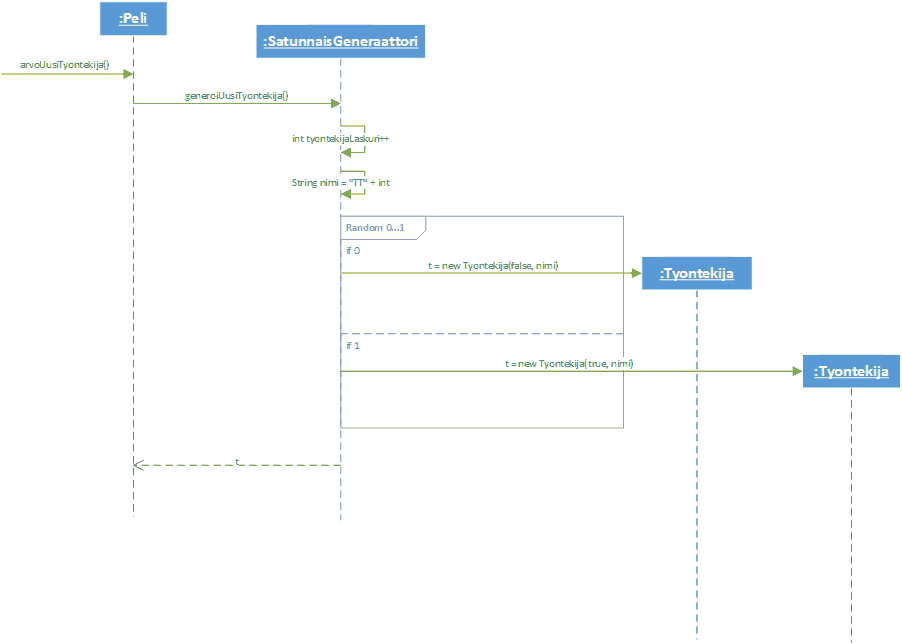 :Peli
:SatunnaisGeneraattori
arvoUusiTyontekija()
generoiUusiTyontekija()
int tyontekijaLaskuri++
String nimi = "TT" + int
Random 0...1
if 0
t = new Tyontekija(false, nimi)
:Tyontekija
if 1
t = new Tyontekija( true, nimi)
:Tyontekija
t